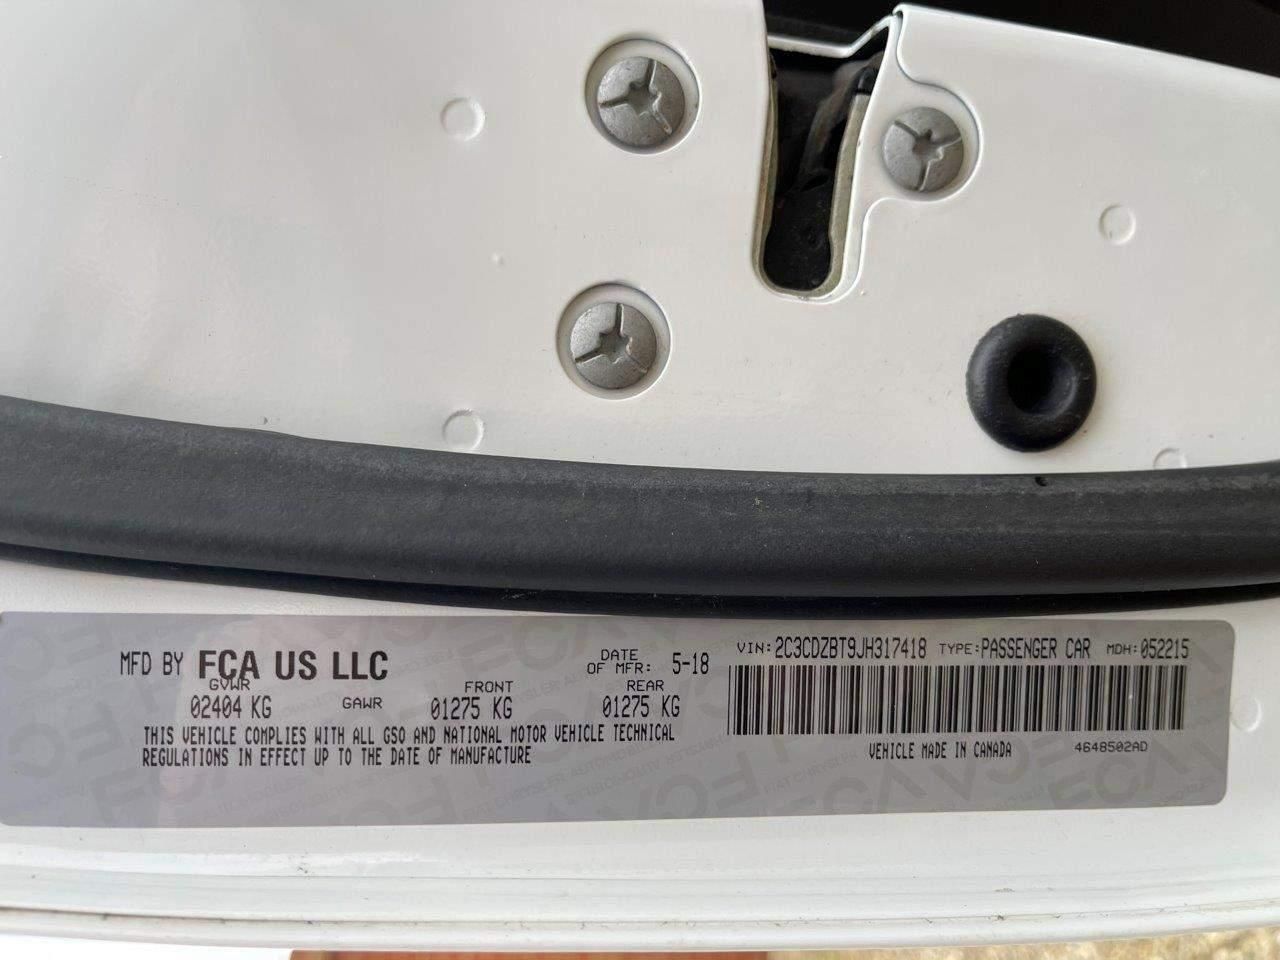 MFD BY FCA US LLC
DATE
OF MFR: 5-18
VIN: 2C3CDZBT9JH317418 TYPE: PASSENGER CAR MDH: 052215
GVWR FRONT REAR
02404 KG GAWR 01275 KG 01275 KG
THIS VEHICLE COMPLIES WITH ALL GSO AND NATIONAL MOTOR VEHICLE TECHNICAL
REGULATIONS IN EFFECT UP TO THE DATE OF MANUFACTURE
VEHICLE MADE IN CANADA 4648502AD